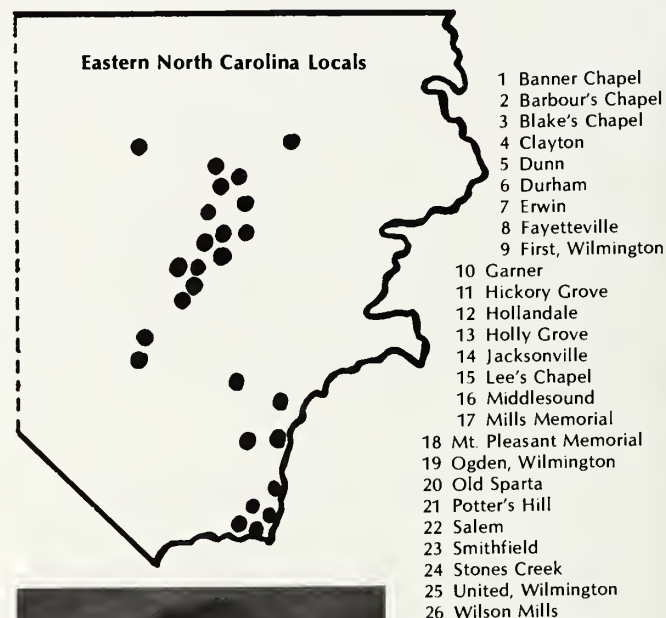 Eastern North Carolina Locals
1 Banner Chapel
2 Barbour's Chapel
3 Blake's Chapel
4 Clayton
5 Dunn
6 Durham
7 Erwin
8 Fayetteville
9 First, Wilmington
10 Garner
11 Hickory Grove
12 Hollandale
13 Holly Grove
14 Jacksonville
15 Lee's Chapel
16 Middlesound
17 Mills Memorial
18 Mt. Pleasant Memorial
19 Ogden, Wilmington
20 Old Sparta
21 Potter's Hill
22 Salem
23 Smithfield
24 Stones Creek
25 United, Wilmington
26 Wilson Mills